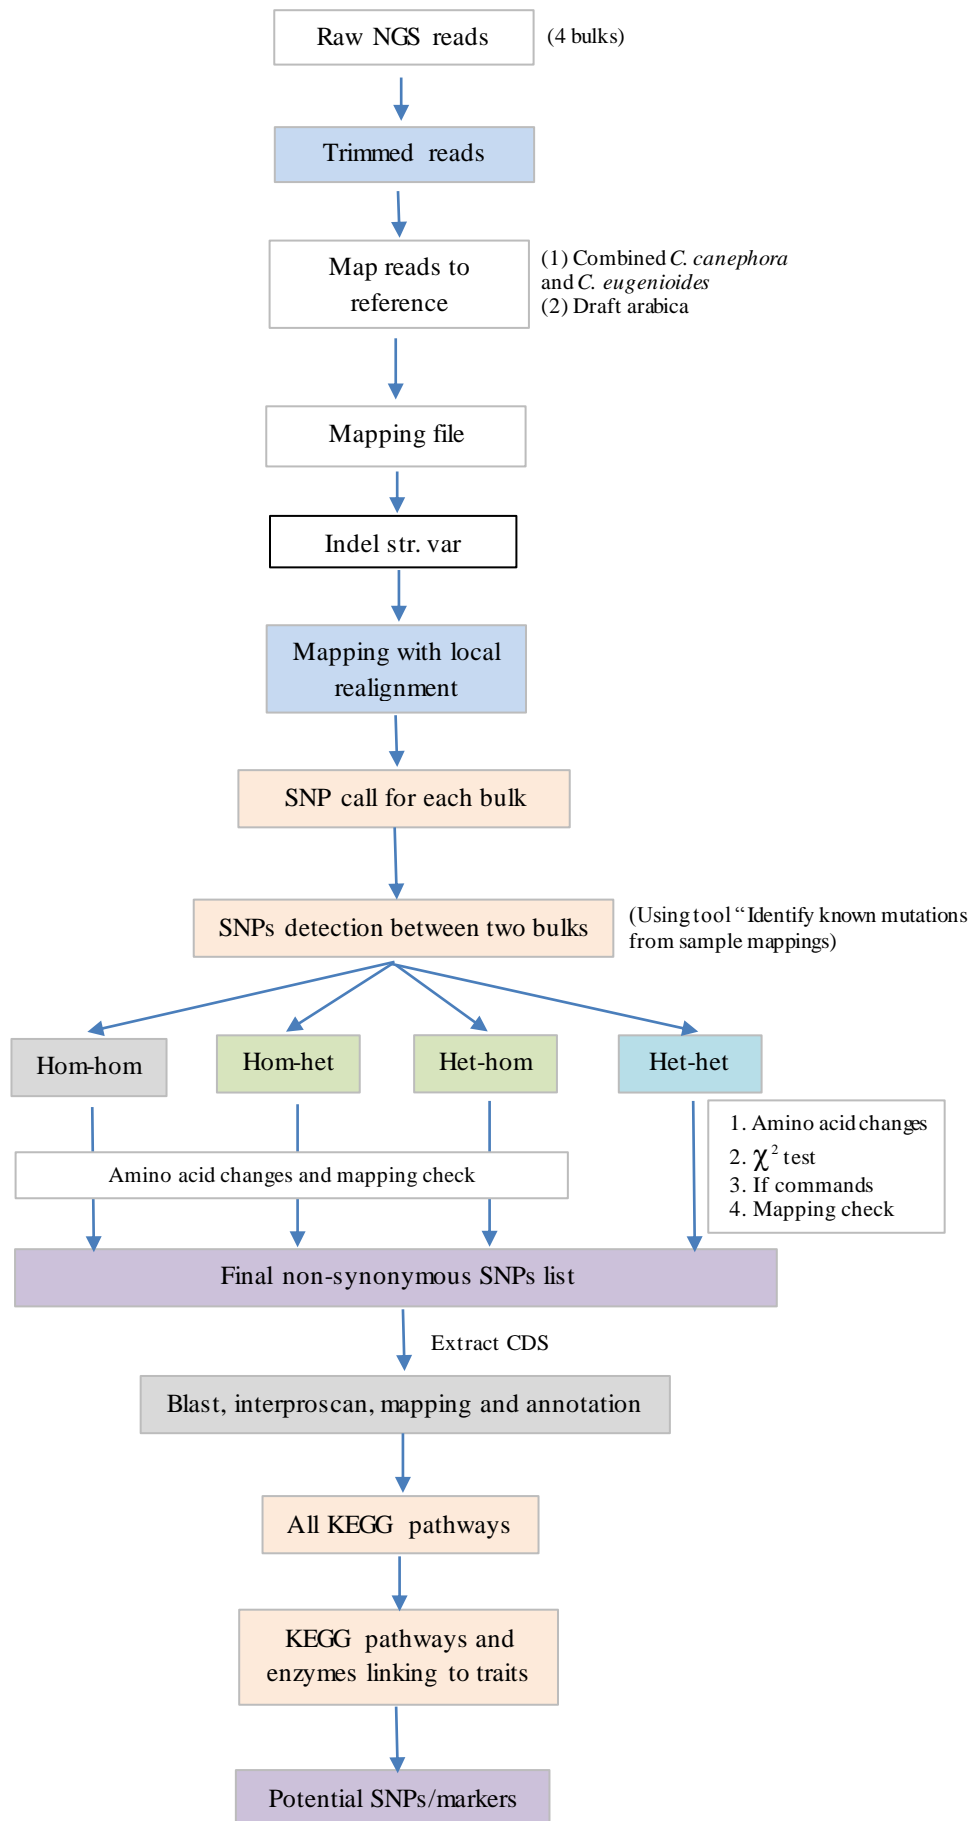 Raw NGS reads
(4 bulks)
Trimmed reads
Map reads to
reference
(1) Combined C. canephora
and C. eugenioides
(2) Draft arabica
Mapping file
Indel str. var
Mapping with local
realignment
SNP call for each bulk
SNPs detection between two bulks
(Using tool “Identify known mutations
from sample mappings)
Hom-hom
Hom-het
Het-hom
Het-het
Amino acid changes and mapping check
1. Amino acid changes
2. χ² test
3. If commands
4. Mapping check
Final non-synonymous SNPs list
Extract CDS
Blast, interproscan, mapping and annotation
All KEGG pathways
KEGG pathways and
enzymes linking to traits
Potential SNPs/markers